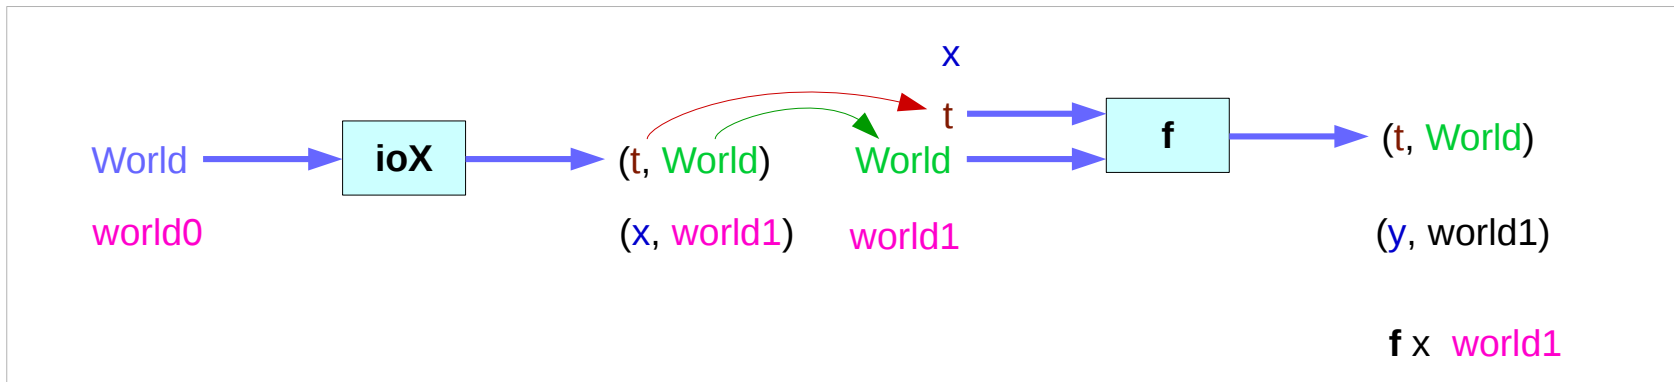 x
t
World
ioX
(t, World)
World
f
(t, World)
world0
(x, world1)
world1
(y, world1)
f x world1